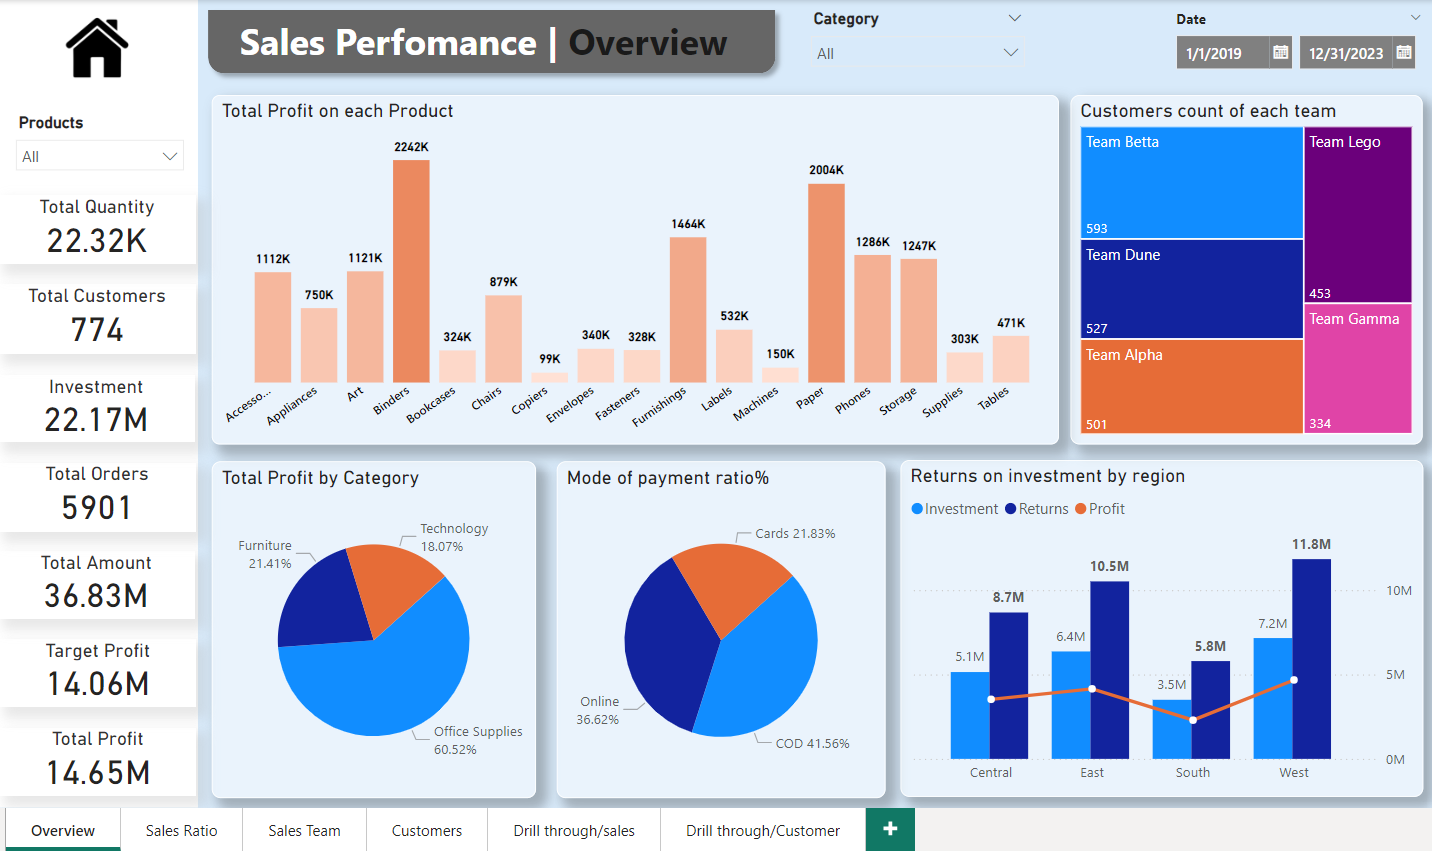 Sales Perfomance | Overview
Category
All
Date
1/1/2019
12/31/2023
Products
All
Total Quantity
22.32K
Total Customers
774
Investment
22.17M
Total Orders
5901
Total Amount
36.83M
Target Profit
14.06M
Total Profit
14.65M
Total Profit on each Product
1112K
750K
1121K
2242K
324K
879K
99K
340K
328K
1464K
532K
150K
2004K
1286K
1247K
303K
471K
Accesso...
Appliances
Art
Binders
Bookcases
Chairs
Copiers
Envelopes
Fasteners
Furnishings
Labels
Machines
Paper
Phones
Storage
Supplies
Tables
Customers count of each team
Team Betta
593
Team Dune
527
Team Alpha
501
Team Lego
453
Team Gamma
334
Total Profit by Category
Technology
18.07%
Furniture
21.41%
Office Supplies
60.52%
Mode of payment ratio%
Cards 21.83%
Online
36.62%
COD 41.56%
Returns on investment by region
Investment Returns Profit
5.1M
8.7M
6.4M
10.5M
3.5M
5.8M
7.2M
11.8M
10M
5M
0M
Central
East
South
West
Overview
Sales Ratio
Sales Team
Customers
Drill through/sales
Drill through/Customer
+